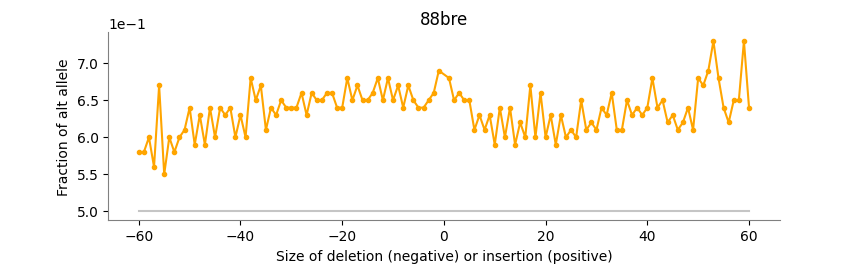 88bre
1e−1
Fraction of alt allele
7.0
6.5
6.0
5.5
5.0
−60 −40 −20 0 20 40 60
Size of deletion (negative) or insertion (positive)